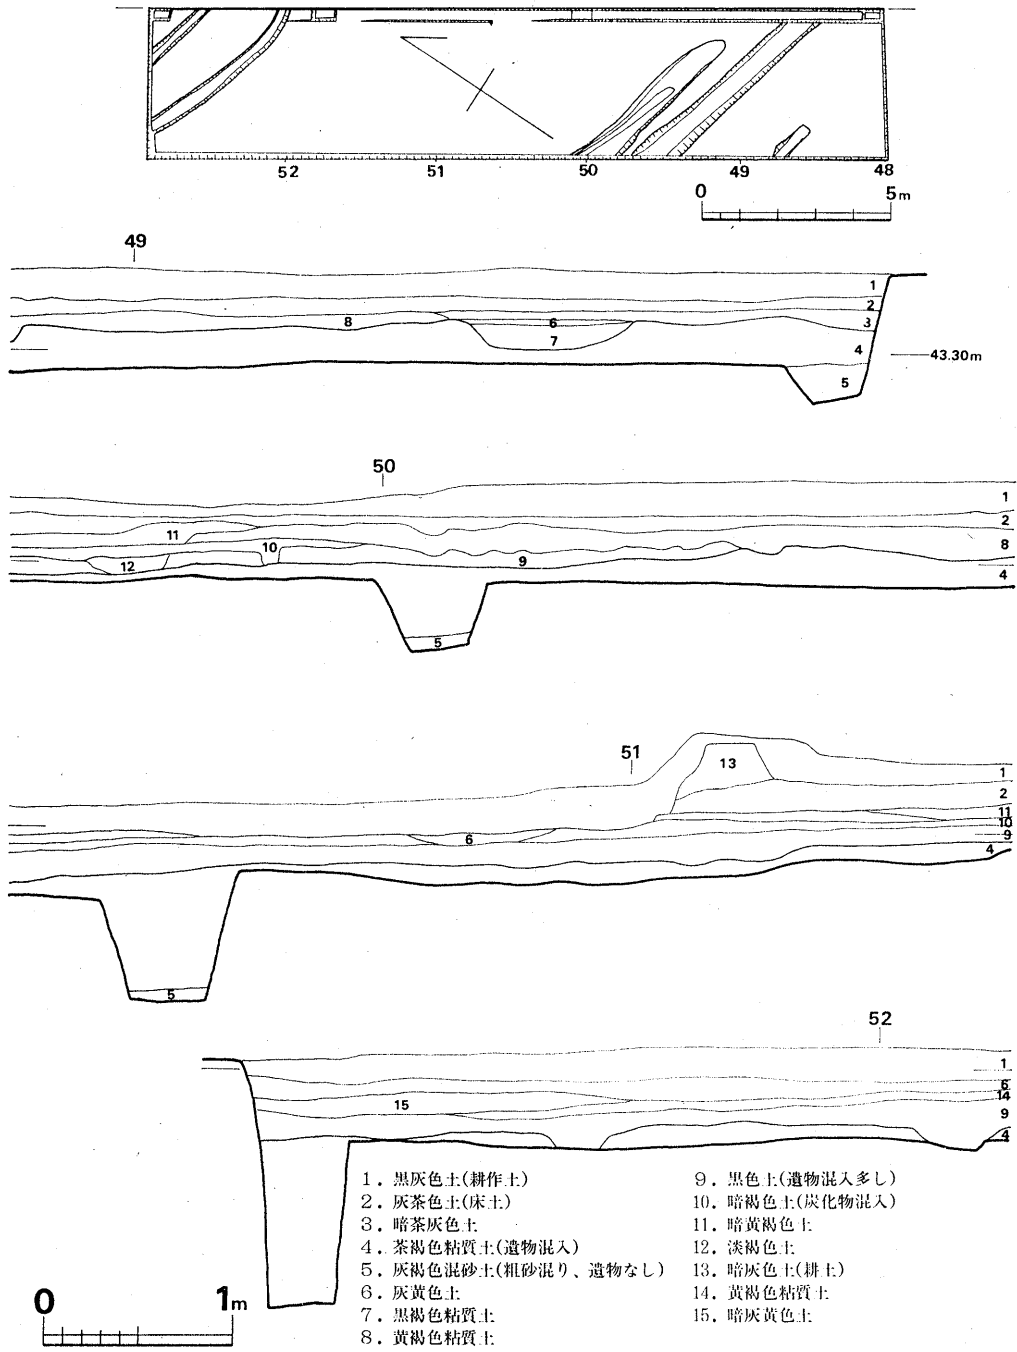 52 51 50 49 48
0 5m
49
1
2
8 6 3
7 4
43.30m
5
50
1
2
11
10 8
9
12 4
5
51
13
1
2
11
10
6 9
4
5
52
1
6
14
15
9
4
1. 黒灰色土(耕作土)
2. 灰茶色土(床土)
3. 暗茶灰色土
4. 茶褐色粘質土(遺物混入)
5. 灰褐色混砂土(粗砂混り、遺物なし)
6. 灰黄色土
7. 黒褐色粘質土
8. 黄褐色粘質土
9. 黒色土(遺物混入多し)
10. 暗褐色土(炭化物混入)
11. 暗黄褐色土
12. 淡褐色土
13. 暗灰色土(耕土)
14. 黄褐色粘質土
15. 暗灰黄色土
0 1m